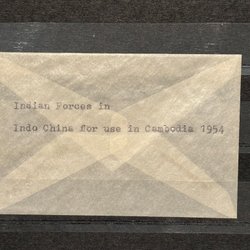 Indian Forces in
Indo China for use in Cambodia 1954